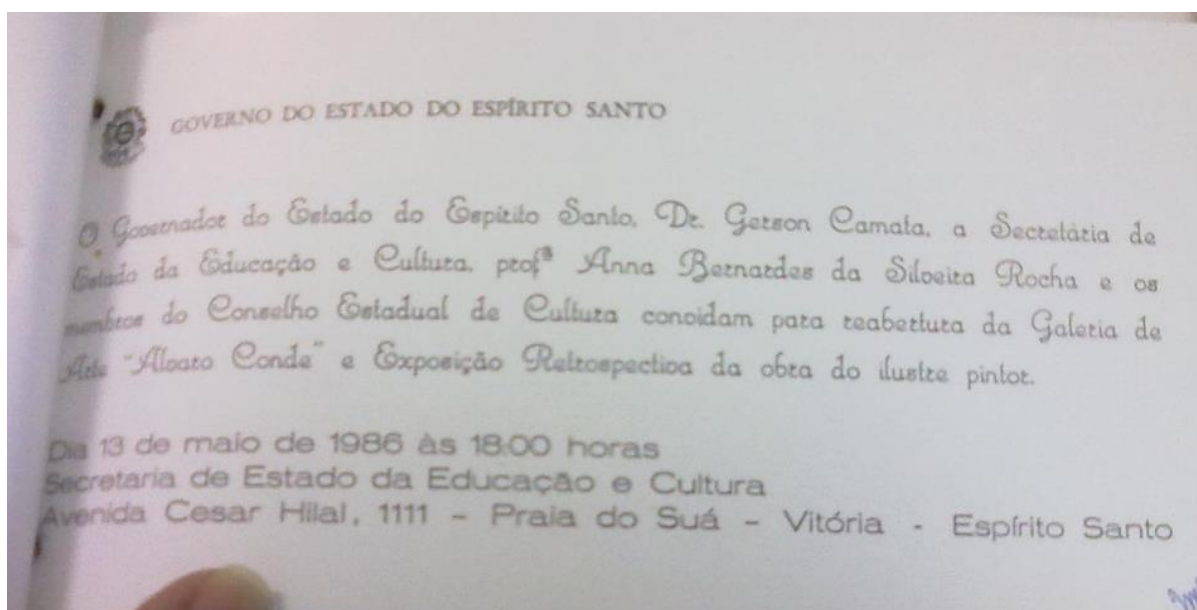 GOVERNO DO ESTADO DO ESPÍRITO SANTO
O Governador do Estado do Espírito Santo, Dr. Gerson Camata, a Secretária de
Estado da Educação e Cultura, profª Anna Bernardes da Silveira Rocha e os
membros do Conselho Estadual de Cultura convidam para reabertura da Galeria de
Arte "Álvaro Conde" e Exposição Retrospectiva da obra do ilustre pintor.
Dia 13 de maio de 1986 às 18:00 horas
Secretaria de Estado da Educação e Cultura
Avenida Cesar Hilal, 1111 - Praia do Suá - Vitória - Espírito Santo